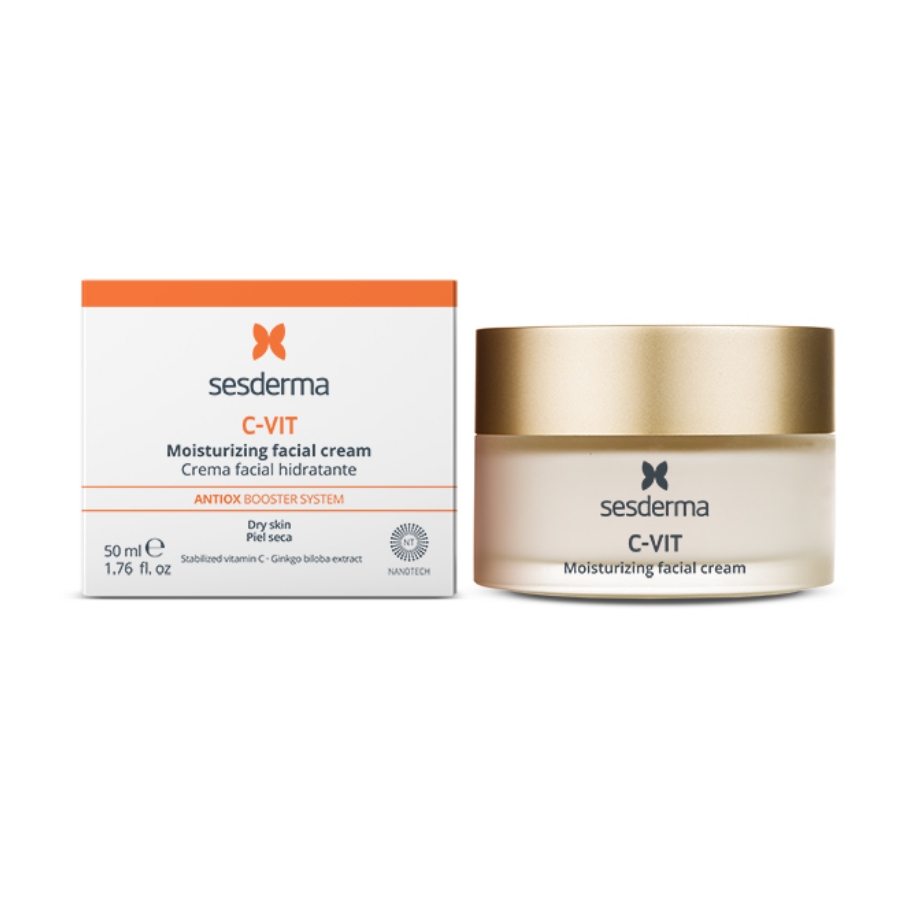 sesderma
C-VIT
Moisturizing facial cream
Crema facial hidratante
ANTIOX BOOSTER SYSTEM
Dry skin
Piel seca
50 ml ℮
1.76 fl. oz
Stabilized vitamin C · Ginkgo biloba extract
NT
NANOTECH
sesderma
C-VIT
Moisturizing facial cream